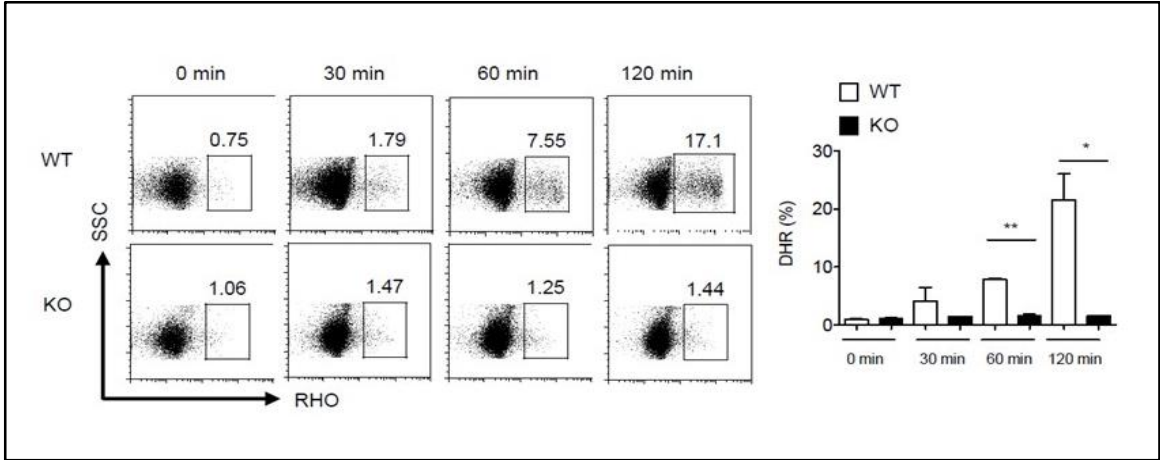 0 min 30 min 60 min 120 min
WT
0.75 1.79 7.55 17.1
SSC
KO
1.06 1.47 1.25 1.44
RHO
WT
KO
DHR (%)
30
20
10
0
*
**
0 min 30 min 60 min 120 min